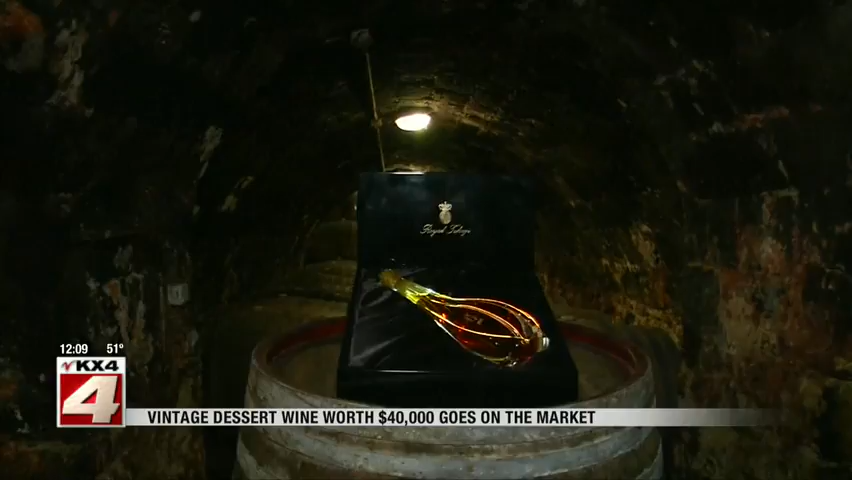 Royal Tokaji
12:09 51°
KX4
4
VINTAGE DESSERT WINE WORTH $40,000 GOES ON THE MARKET